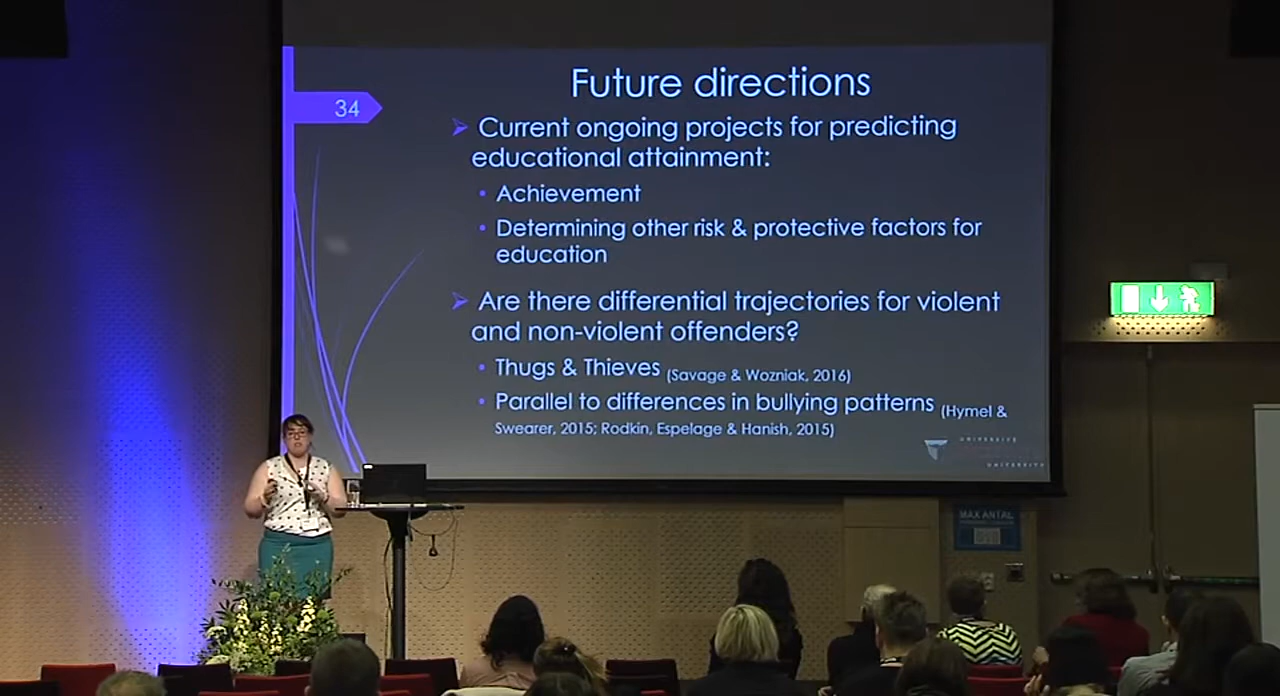 Future directions
34
➢ Current ongoing projects for predicting
educational attainment:
• Achievement
• Determining other risk & protective factors for
education
➢ Are there differential trajectories for violent
and non-violent offenders?
• Thugs & Thieves (Savage & Wozniak, 2016)
• Parallel to differences in bullying patterns (Hymel &
Swearer, 2015; Rodkin, Espelage & Hanish, 2015)
UNIVERSITÉ
UNIVERSITY
MAX ANTAL